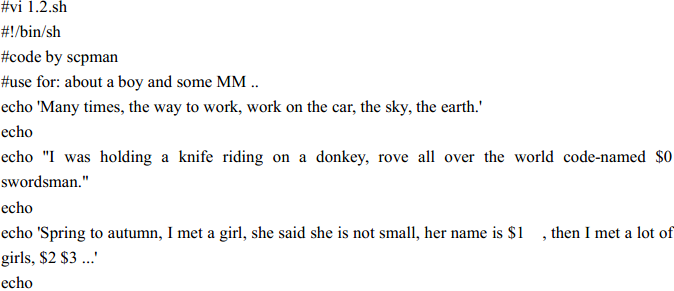 #vi 1.2.sh
#!/bin/sh
#code by scpman
#use for: about a boy and some MM ..
echo 'Many times, the way to work, work on the car, the sky, the earth.'
echo
echo "I was holding a knife riding on a donkey, rove all over the world code-named $0
swordsman."
echo
echo 'Spring to autumn, I met a girl, she said she is not small, her name is $1 , then I met a lot of
girls, $2 $3 ...'
echo